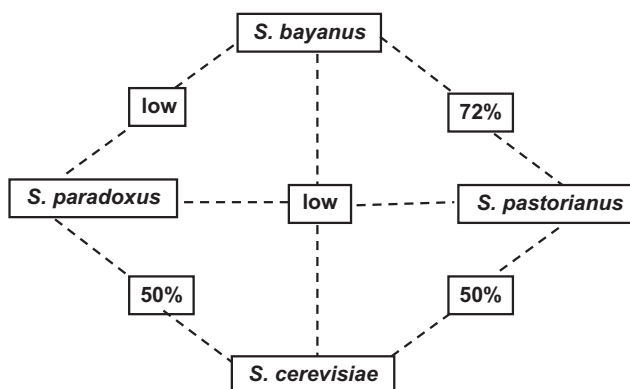 S. bayanus
low
72%
S. paradoxus
low
S. pastorianus
50%
50%
S. cerevisiae